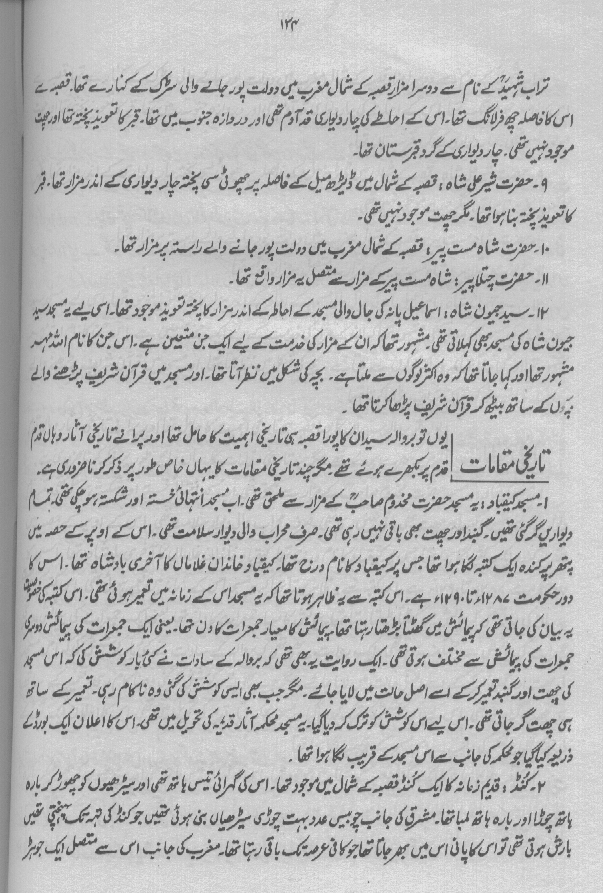 ۱۲۴
تراب شہیدؒ کے نام سے دوسرا مزار قصبہ کے شمال مغرب میں دولت پور جانے والی سڑک کے کنارے تھا۔ قصبہ سے
اس کا فاصلہ چھ فرلانگ تھا۔ اس کے احاطے کی چار دیواری قد آدم تھی اور دروازہ جنوب میں تھا۔ قبر کا تعویذ پختہ تھا اور چھت
موجود نہیں تھی۔ چار دیواری کے گرد قبرستان تھا۔
۹۔ حضرت شیر علی شاہ: قصبہ کے شمال میں ڈیڑھ میل کے فاصلہ پر چھوٹی سی پختہ چار دیواری کے اندر مزار تھا۔ قبر
کا تعویذ پختہ بنا ہوا تھا۔ مگر چھت موجود نہیں تھی۔
۱۰۔ حضرت شاہ مست پیر: قصبہ کے شمال مغرب میں دولت پور جانے والے راستہ پر مزار تھا۔
۱۱۔ حضرت چتلا پیر: شاہ مست پیر کے مزار سے متصل یہ مزار واقع تھا۔
۱۲۔ سید جیون شاہ: اسماعیل پانہ کی جال والی مسجد کے احاطہ کے اندر مزار کا پختہ تعویذ موجود تھا۔ اسی لیے یہ مسجد سید
جیون شاہ کی مسجد بھی کہلاتی تھی۔ مشہور تھا کہ ان کے مزار کی خدمت کے لیے ایک جن متعین ہے۔ اس جن کا نام اللہ مہر
مشہور تھا اور کہا جاتا تھا کہ وہ اکثر لوگوں سے ملتا ہے۔ بچہ کی شکل میں نظر آتا تھا۔ اور مسجد میں قرآن شریف پڑھنے والے
بچوں کے ساتھ بیٹھ کر قرآن شریف پڑھا کرتا تھا۔
تاریخی مقامات
یوں تو بروالہ سیدان کا پورا قصبہ ہی تاریخی اہمیت کا حامل تھا اور پرانے تاریخی آثار وہاں قدم
قدم پر بکھرے ہوئے تھے۔ مگر چند تاریخی مقامات کا یہاں خاص طور پر ذکر کرنا ضروری ہے۔
۱۔ مسجد کیقباد: یہ مسجد حضرت مخدوم صاحبؒ کے مزار سے ملحق تھی۔ اب مسجد انتہائی خستہ اور شکستہ ہو چکی تھی۔ تمام
دیواریں گر گئی تھیں۔ گنبد اور چھت بھی باقی نہیں رہی تھی۔ صرف محراب والی دیوار سلامت تھی۔ اس کے اوپر کے حصہ میں
پتھر پر کندہ ایک کتبہ لگا ہوا تھا جس پر کیقباد کا نام درج تھا۔ کیقباد خاندان غلاماں کا آخری بادشاہ تھا۔ اس کا
دور حکومت ۱۲۸۷ء تا ۱۲۹۰ء ہے۔ اس کتبہ سے یہ ظاہر ہوتا تھا کہ یہ مسجد اس کے زمانہ میں تعمیر ہوئی تھی۔ اس کتبہ کی خصوصیت
یہ بیان کی جاتی تھی کہ پیمائش میں گھٹتا بڑھتا رہتا تھا۔ پیمائش کا معیار جمعرات کا دن تھا۔ یعنی ایک جمعرات کی پیمائش دوسری
جمعرات کی پیمائش سے مختلف ہوتی تھی۔ ایک روایت یہ بھی تھی کہ بروالہ کے سادات نے کئی بار کوشش کی کہ اس مسجد
کی چھت اور گنبد تعمیر کر کے اسے اصل حالت میں لایا جائے۔ مگر جب بھی ایسی کوشش کی گئی وہ ناکام رہی۔ تعمیر کے ساتھ
ہی چھت گر جاتی تھی۔ اس لیے اس کوشش کو ترک کر دیا گیا۔ یہ مسجد محکمہ آثار قدیمہ کی تحویل میں تھی۔ اس کا اعلان ایک بورڈ کے
ذریعہ کیا گیا جو محکمہ کی جانب سے اس مسجد کے قریب لگا ہوا تھا۔
۲۔ کُنڈ: قدیم زمانہ کا ایک کُنڈ قصبہ کے شمال میں موجود تھا۔ اس کی گہرائی تیس ہاتھ تھی اور سیڑھیوں کو چھوڑ کر بارہ
ہاتھ چوڑا اور بارہ ہاتھ لمبا تھا۔ مشرق کی جانب چوبیس عدد بہت چوڑی سیڑھیاں بنی ہوئی تھیں جو کنڈ کی تہہ تک پہنچتی تھیں
بارش ہوتی تھی تو اس کا پانی اس میں بھر جاتا تھا جو کافی عرصہ تک باقی رہتا تھا۔ مغرب کی جانب اس سے متصل ایک جوہڑ